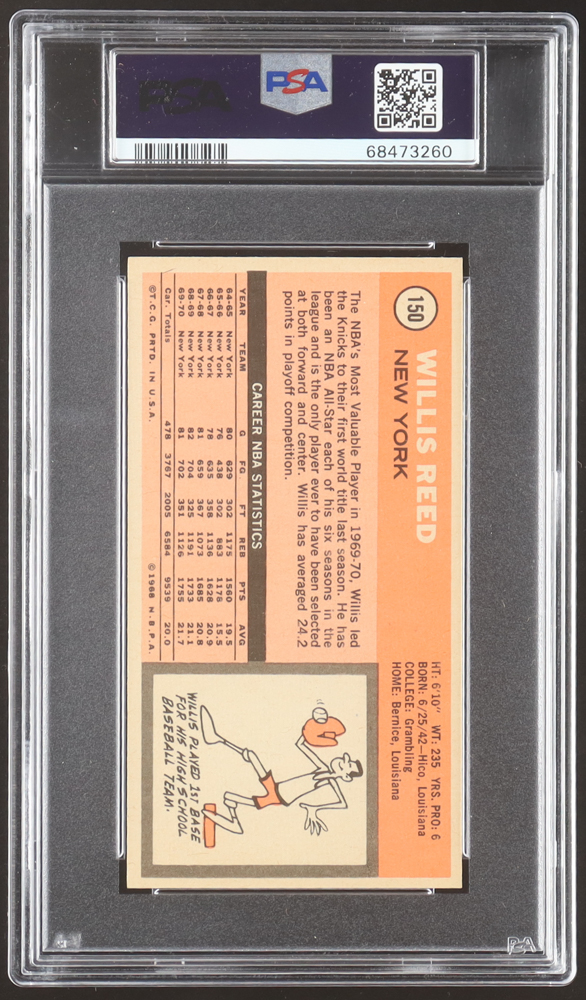 PSA
PSA
68473260
150
WILLIS REED
NEW YORK
HT: 6'10" WT: 235 YRS. PRO: 6
BORN: 6/25/42—Hico, Louisiana
COLLEGE: Grambling
HOME: Bernice, Louisiana
The NBA's Most Valuable Player in 1969-70, Willis led
the Knicks to their first world title last season. He has
been an NBA All-Star each of his six seasons in the
league and is the only player ever to have been selected
at both forward and center. Willis has averaged 24.2
points in playoff competition.
CAREER NBA STATISTICS
YEAR TEAM G FG FT REB PTS AVG
64-65 New York 80 629 302 1175 1560 19.5
65-66 New York 76 438 302 883 1178 15.5
66-67 New York 78 635 358 1136 1628 20.9
67-68 New York 81 659 367 1073 1685 20.8
68-69 New York 82 704 325 1191 1733 21.1
69-70 New York 81 702 351 1126 1755 21.7
Car. Totals 478 3767 2005 6584 9539 20.0
©T.C.G. PRTD. IN U.S.A. ©1968 N.B.P.A.
WILLIS PLAYED 1ST BASE
FOR HIS HIGH SCHOOL
BASEBALL TEAM.
PSA